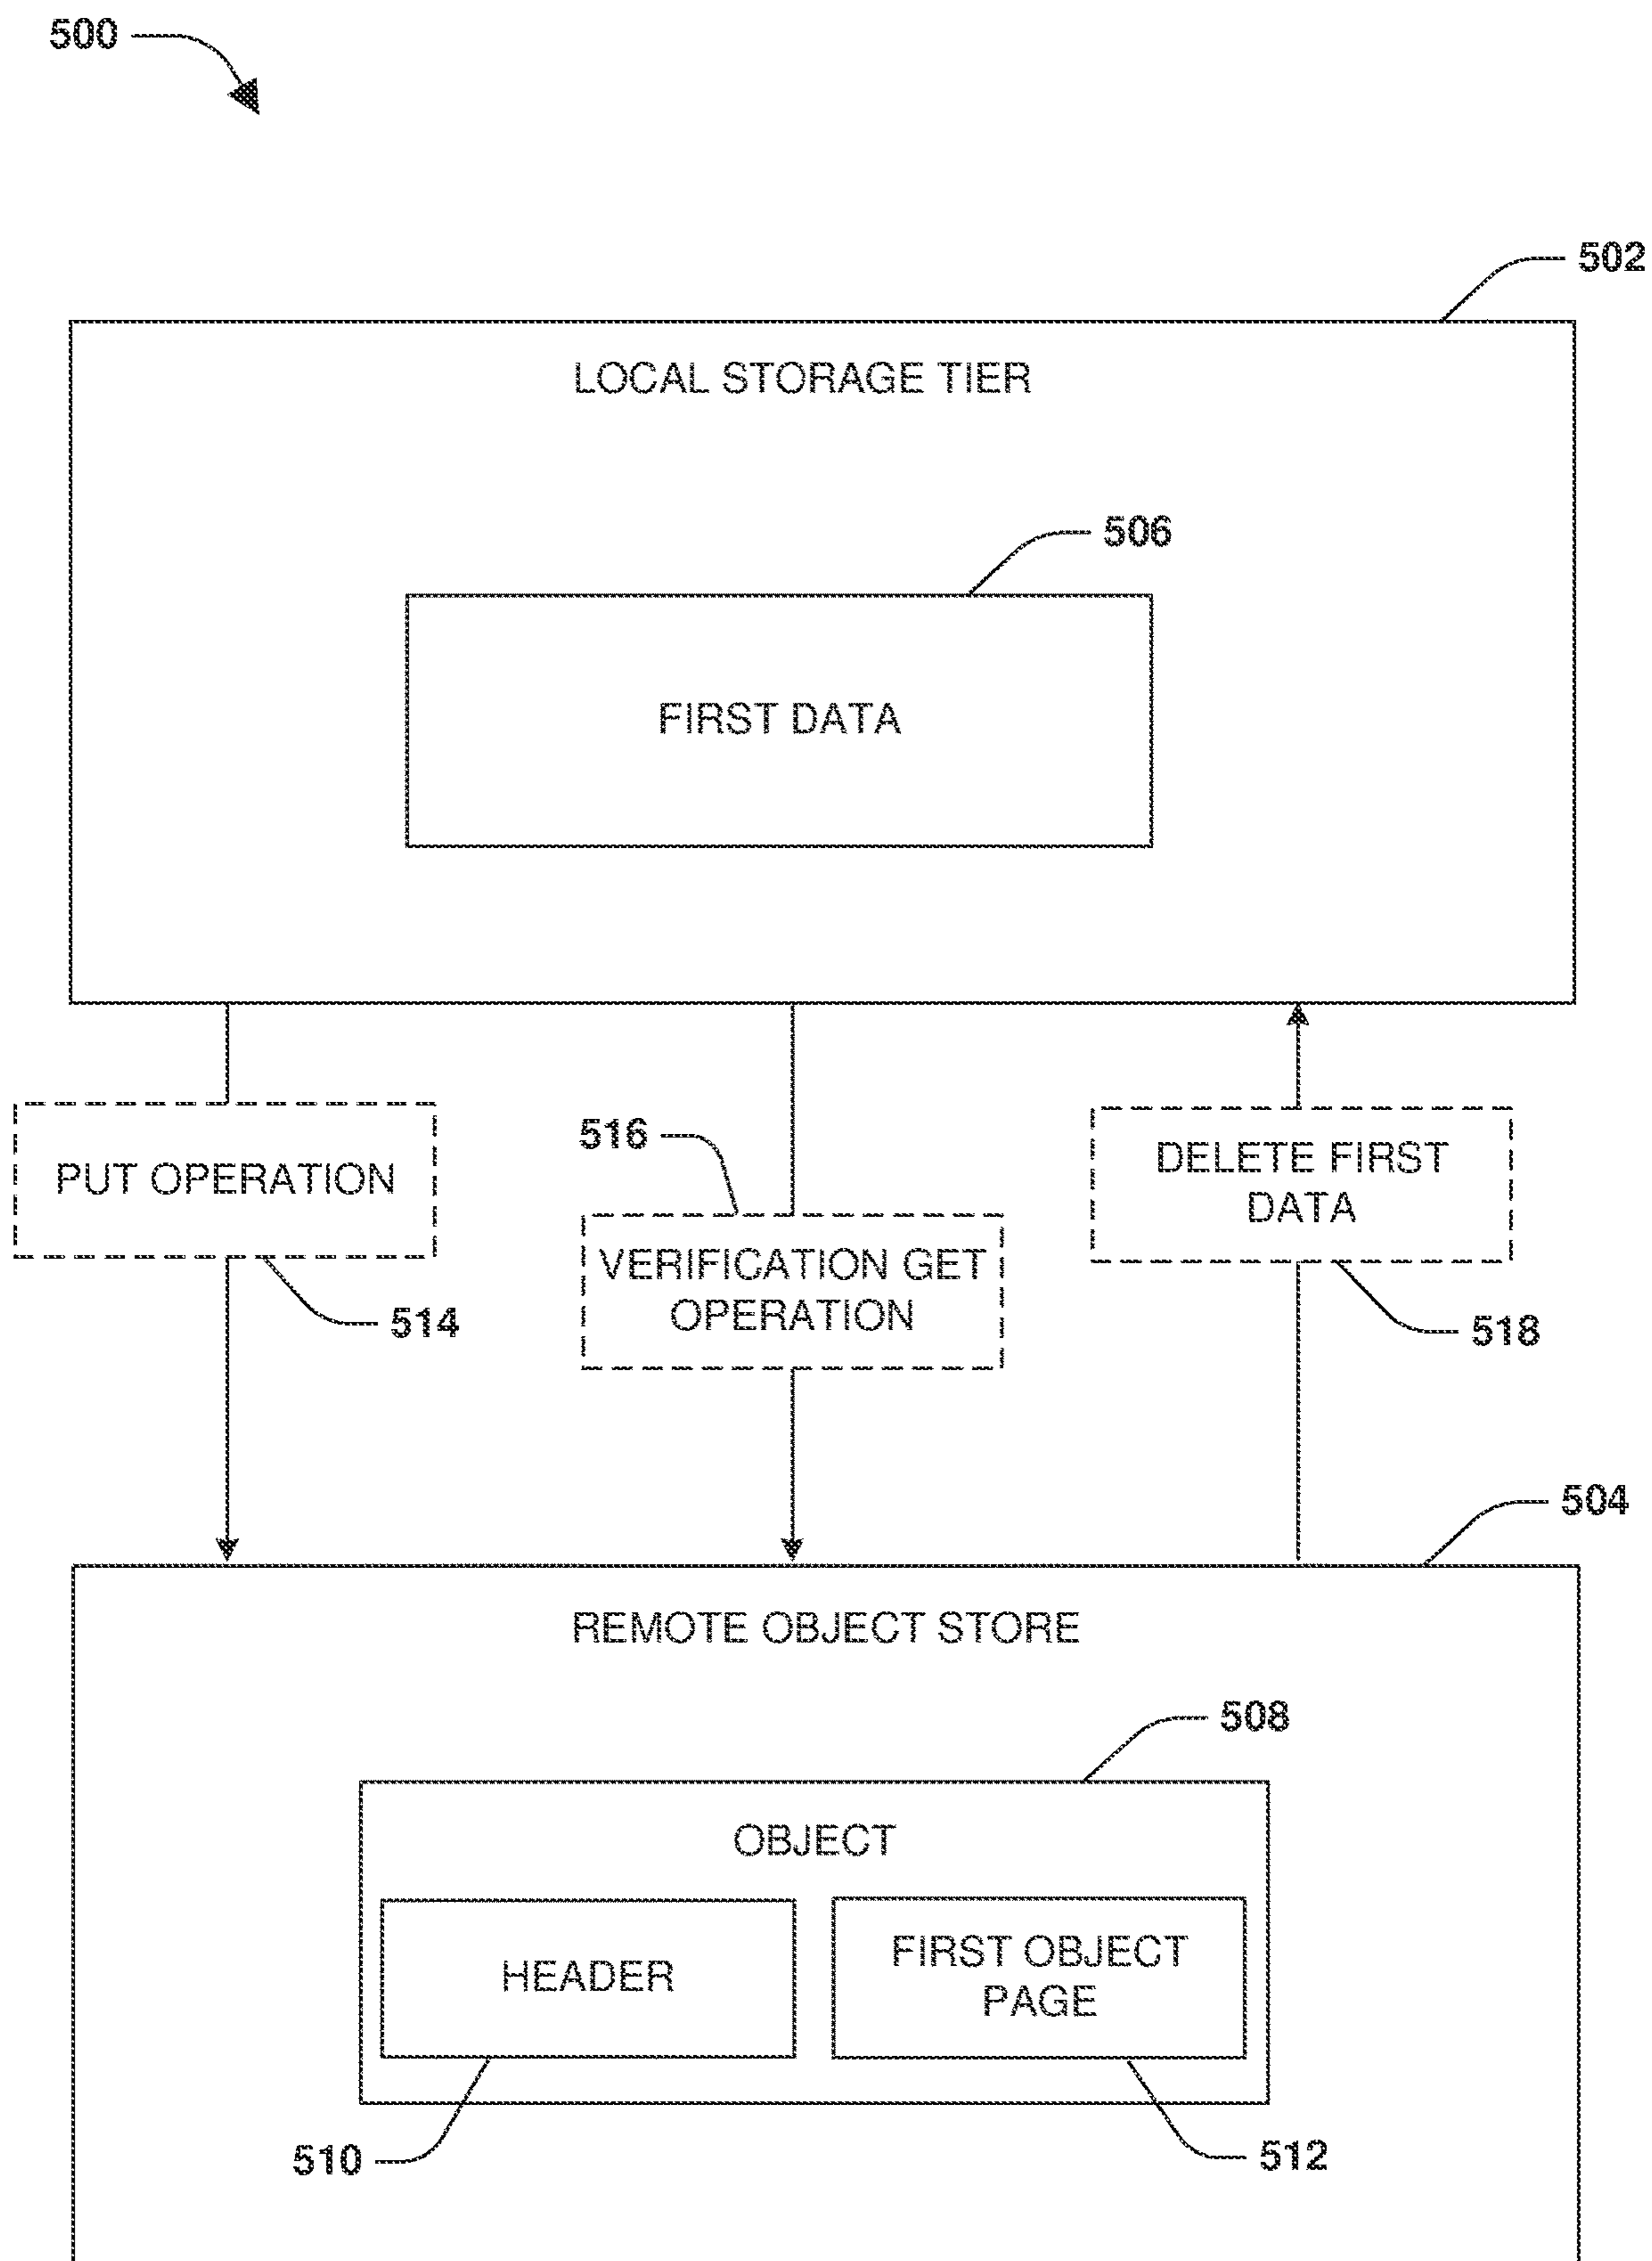 500
502
LOCAL STORAGE TIER
506
FIRST DATA
PUT OPERATION
514
516
VERIFICATION GET
OPERATION
DELETE FIRST
DATA
518
504
REMOTE OBJECT STORE
508
OBJECT
HEADER
FIRST OBJECT
PAGE
510
512